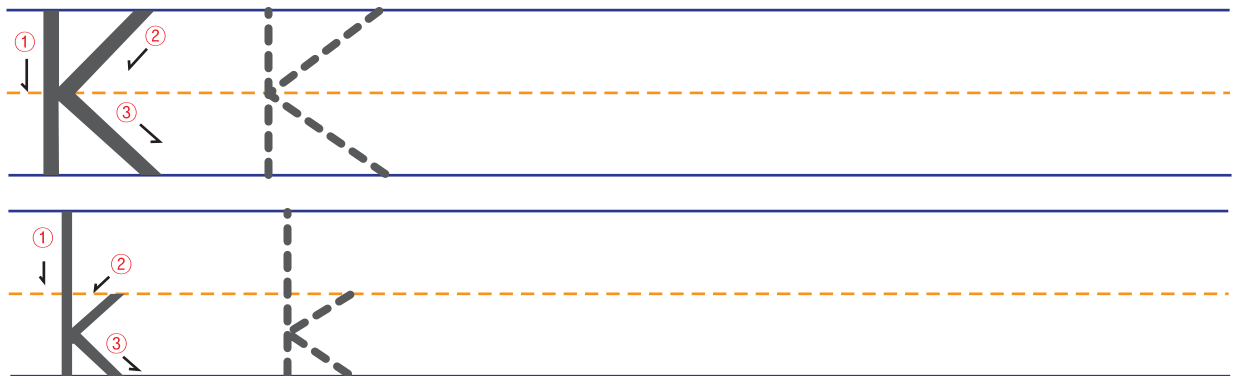 ① K ② ③ K
① k ② ③ k